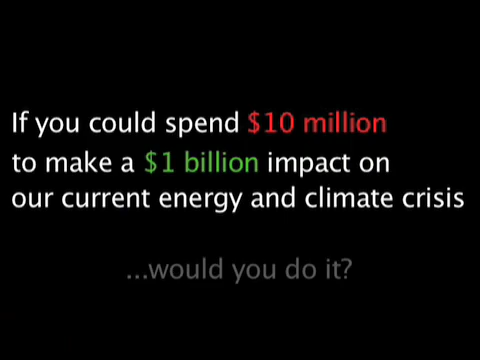 If you could spend $10 million
to make a $1 billion impact on
our current energy and climate crisis
...would you do it?